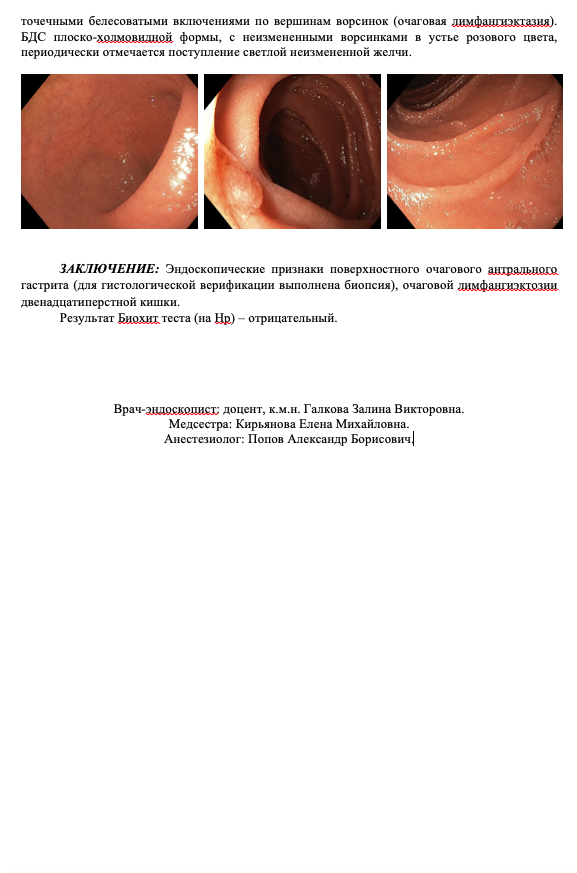 точечными белесоватыми включениями по вершинам ворсинок (очаговая лимфангиэктазия).
БДС плоско-холмовидной формы, с неизмененными ворсинками в устье розового цвета,
периодически отмечается поступление светлой неизмененной желчи.
ЗАКЛЮЧЕНИЕ: Эндоскопические признаки поверхностного очагового антрального
гастрита (для гистологической верификации выполнена биопсия), очаговой лимфангиэктозии
двенадцатиперстной кишки.
Результат Биохит теста (на Нр) – отрицательный.
Врач-эндоскопист: доцент, к.м.н. Галкова Залина Викторовна.
Медсестра: Кирьянова Елена Михайловна.
Анестезиолог: Попов Александр Борисович.